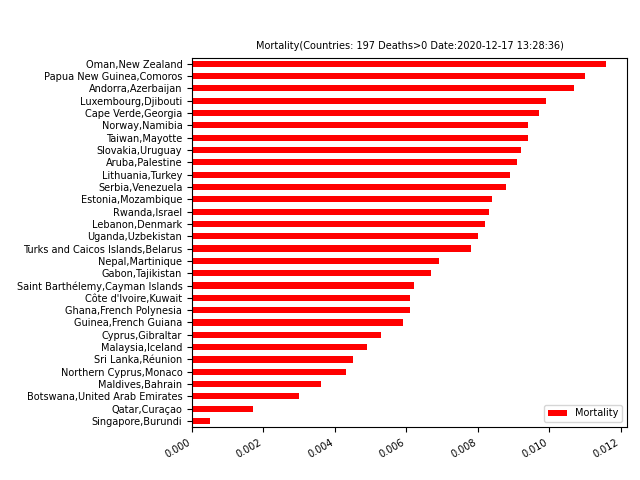 Mortality(Countries: 197 Deaths>0 Date:2020-12-17 13:28:36)
Oman,New Zealand
Papua New Guinea,Comoros
Andorra,Azerbaijan
Luxembourg,Djibouti
Cape Verde,Georgia
Norway,Namibia
Taiwan,Mayotte
Slovakia,Uruguay
Aruba,Palestine
Lithuania,Turkey
Serbia,Venezuela
Estonia,Mozambique
Rwanda,Israel
Lebanon,Denmark
Uganda,Uzbekistan
Turks and Caicos Islands,Belarus
Nepal,Martinique
Gabon,Tajikistan
Saint Barthélemy,Cayman Islands
Côte d'Ivoire,Kuwait
Ghana,French Polynesia
Guinea,French Guiana
Cyprus,Gibraltar
Malaysia,Iceland
Sri Lanka,Réunion
Northern Cyprus,Monaco
Maldives,Bahrain
Botswana,United Arab Emirates
Qatar,Curaçao
Singapore,Burundi
Mortality
0.000 0.002 0.004 0.006 0.008 0.010 0.012